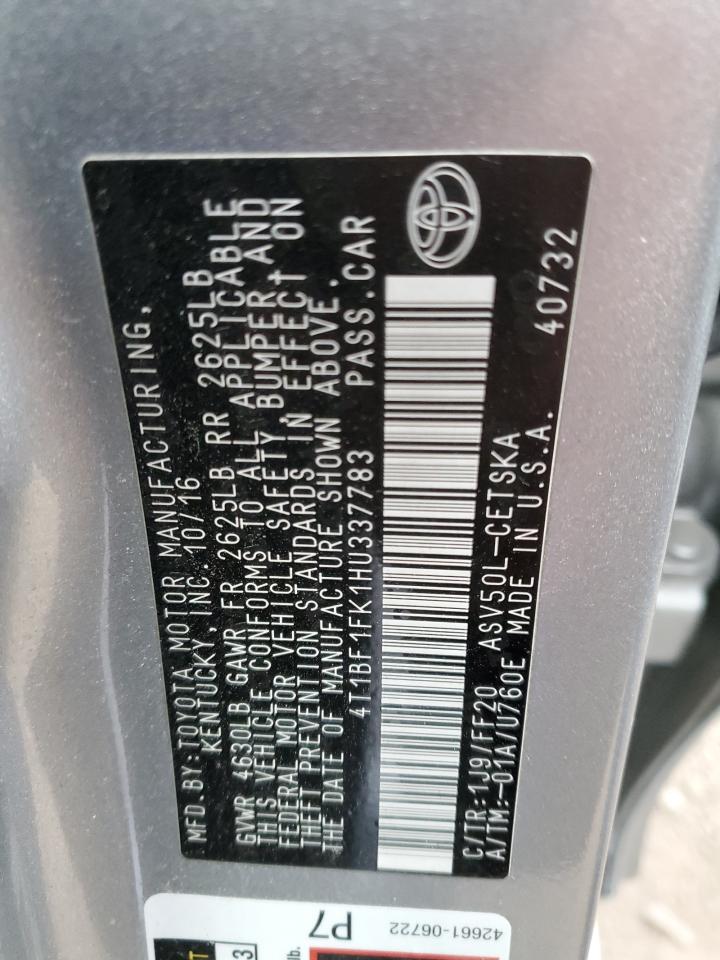 MFD. BY: TOYOTA MOTOR MANUFACTURING,
KENTUCKY, INC. 10/16
GVWR 4630LB GAWR FR 2625LB RR 2625LB
THIS VEHICLE CONFORMS TO ALL APPLICABLE
FEDERAL MOTOR VEHICLE SAFETY, BUMPER, AND
THEFT PREVENTION STANDARDS IN EFFECT ON
THE DATE OF MANUFACTURE SHOWN ABOVE.
4T1BF1FK1HU337783 PASS.CAR
C/TR:1J9/FF20 ASV50L-CETSKA
A/TM:-01A/U760E MADE IN U.S.A. 40732
42661-06722
P7
lb.
3